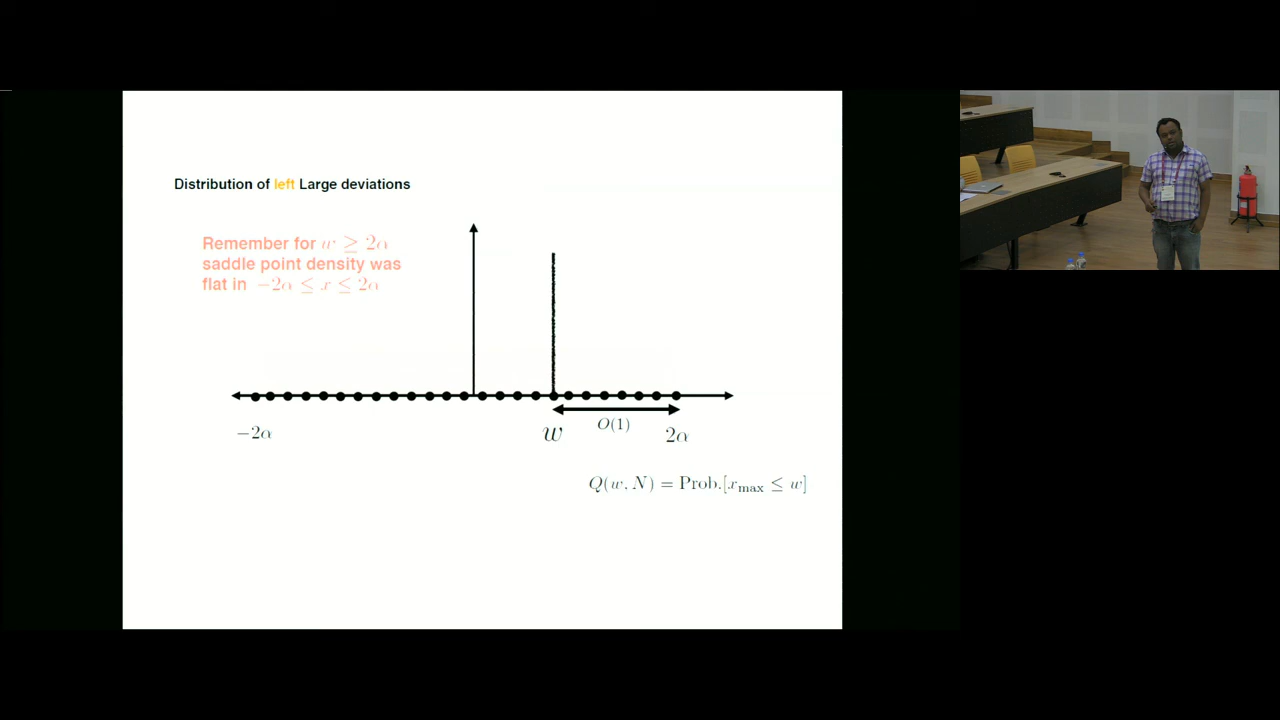 Distribution of left Large deviations
Remember for w ≥ 2α
saddle point density was
flat in −2α ≤ x ≤ 2α
O(1)
−2α
w
2α
Q(w, N) = Prob.[x_max ≤ w]